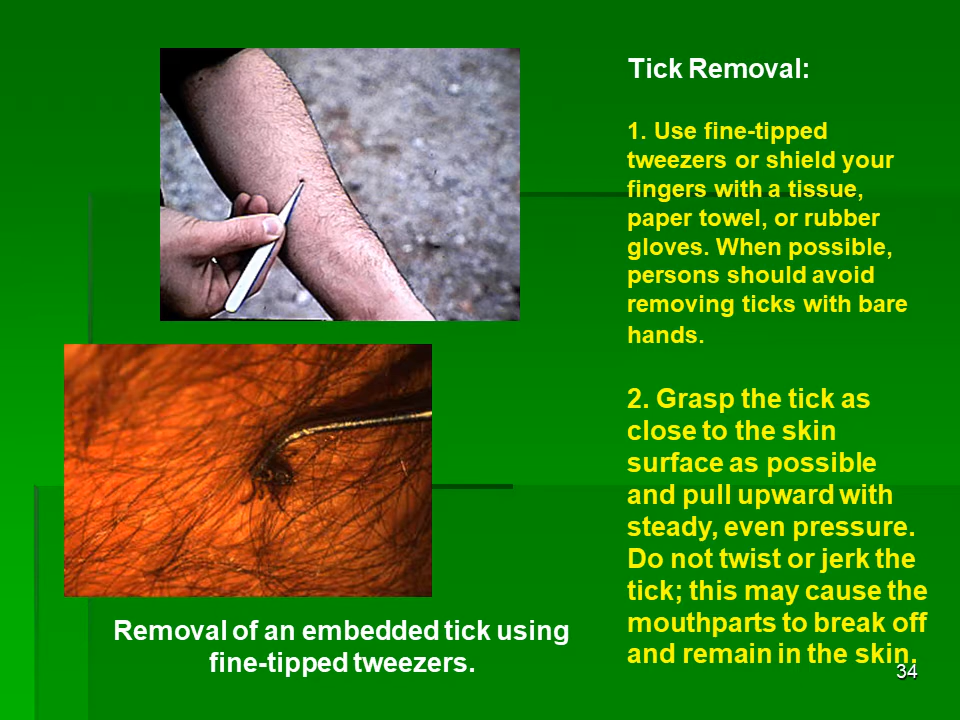 Tick Removal:
1. Use fine-tipped
tweezers or shield your
fingers with a tissue,
paper towel, or rubber
gloves. When possible,
persons should avoid
removing ticks with bare
hands.
2. Grasp the tick as
close to the skin
surface as possible
and pull upward with
steady, even pressure.
Do not twist or jerk the
tick; this may cause the
mouthparts to break off
and remain in the skin.
Removal of an embedded tick using
fine-tipped tweezers.
34